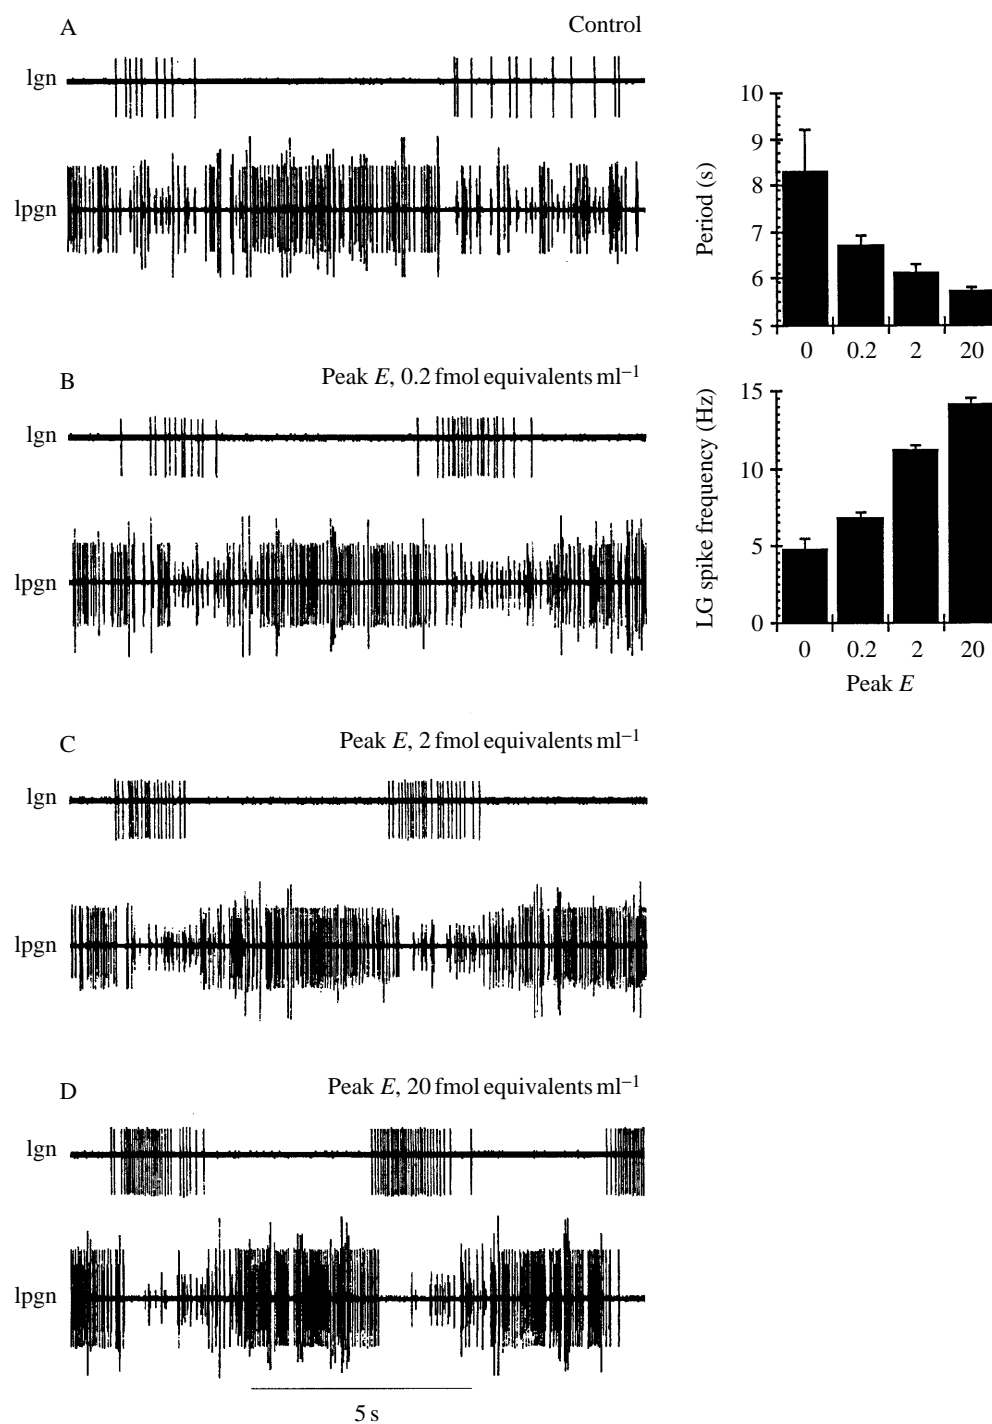 A Control
lgn
lpgn
B Peak E, 0.2 fmol equivalents ml⁻¹
lgn
lpgn
C Peak E, 2 fmol equivalents ml⁻¹
lgn
lpgn
D Peak E, 20 fmol equivalents ml⁻¹
lgn
lpgn
5 s
Period (s)
10
9
8
7
6
5
0 0.2 2 20
LG spike frequency (Hz)
15
10
5
0
0 0.2 2 20
Peak E